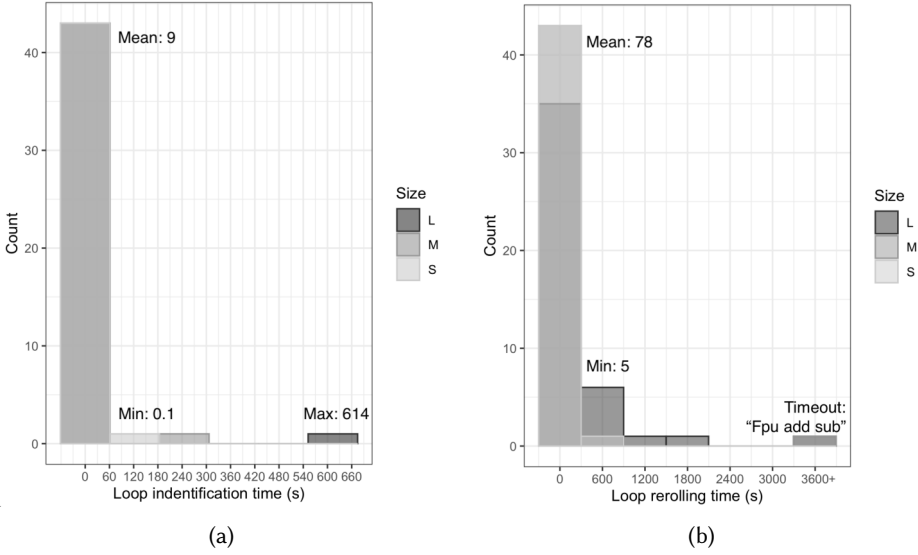 Mean: 9
Min: 0.1
Max: 614
Count
40
30
20
10
0
0 60 120 180 240 300 360 420 480 540 600 660
Loop indentification time (s)
Size
L
M
S
(a)
Mean: 78
Min: 5
Timeout:
“Fpu add sub”
Count
40
30
20
10
0
0 600 1200 1800 2400 3000 3600+
Loop rerolling time (s)
Size
L
M
S
(b)